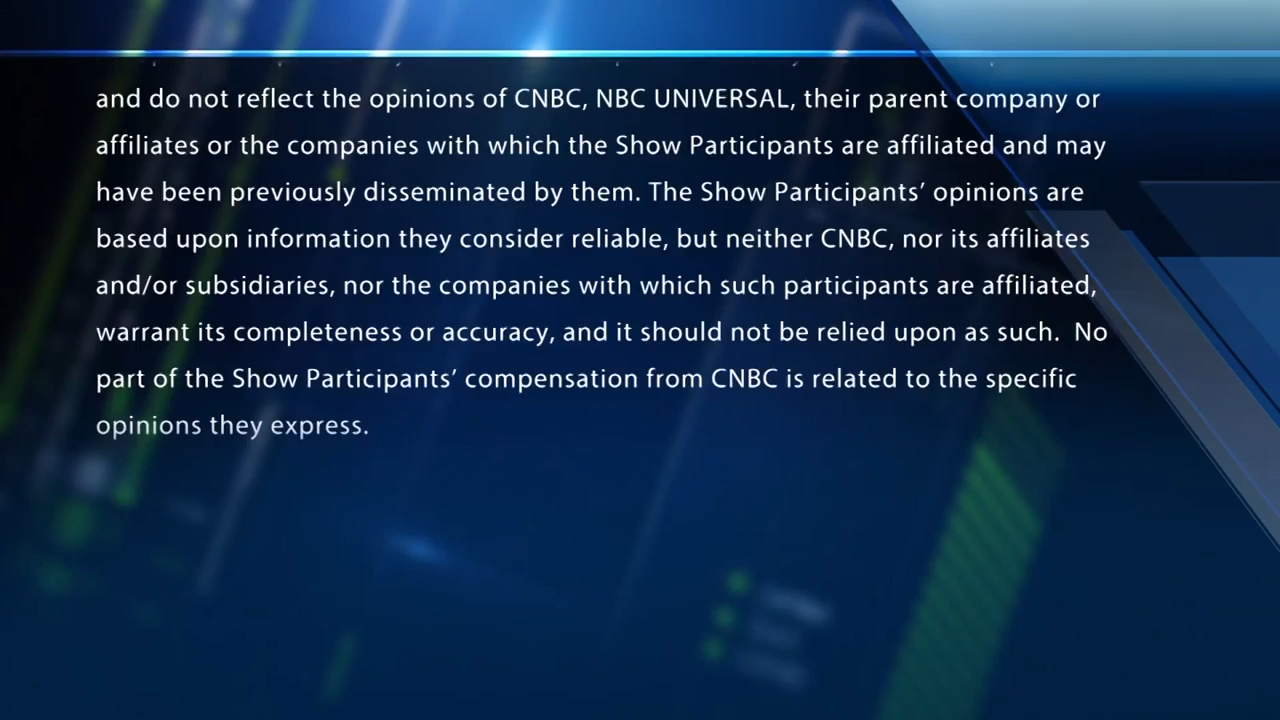 and do not reflect the opinions of CNBC, NBC UNIVERSAL, their parent company or
affiliates or the companies with which the Show Participants are affiliated and may
have been previously disseminated by them. The Show Participants’ opinions are
based upon information they consider reliable, but neither CNBC, nor its affiliates
and/or subsidiaries, nor the companies with which such participants are affiliated,
warrant its completeness or accuracy, and it should not be relied upon as such.  No
part of the Show Participants’ compensation from CNBC is related to the specific
opinions they express.